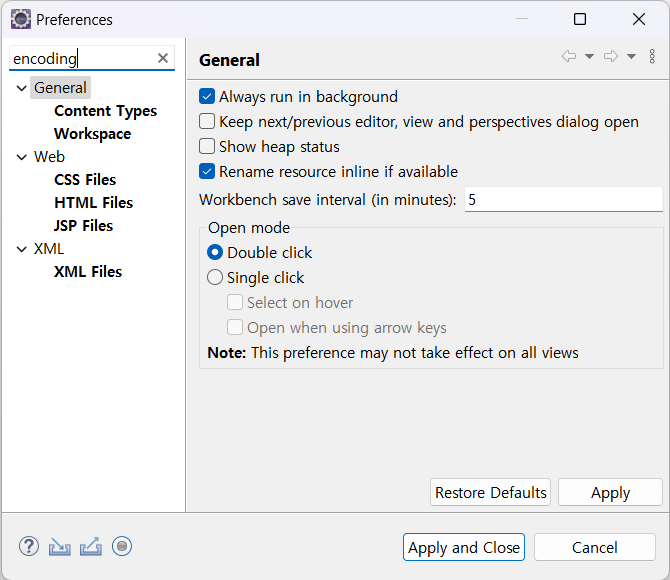 Preferences
encoding
General
Content Types
Workspace
Web
CSS Files
HTML Files
JSP Files
XML
XML Files
General
Always run in background
Keep next/previous editor, view and perspectives dialog open
Show heap status
Rename resource inline if available
Workbench save interval (in minutes): 5
Open mode
Double click
Single click
Select on hover
Open when using arrow keys
Note: This preference may not take effect on all views
Restore Defaults Apply
Apply and Close Cancel